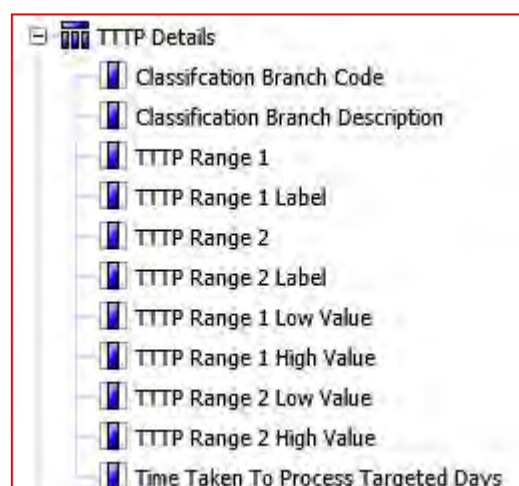 TTTP Details
Classifcation Branch Code
Classification Branch Description
TTTP Range 1
TTTP Range 1 Label
TTTP Range 2
TTTP Range 2 Label
TTTP Range 1 Low Value
TTTP Range 1 High Value
TTTP Range 2 Low Value
TTTP Range 2 High Value
Time Taken To Process Targeted Days